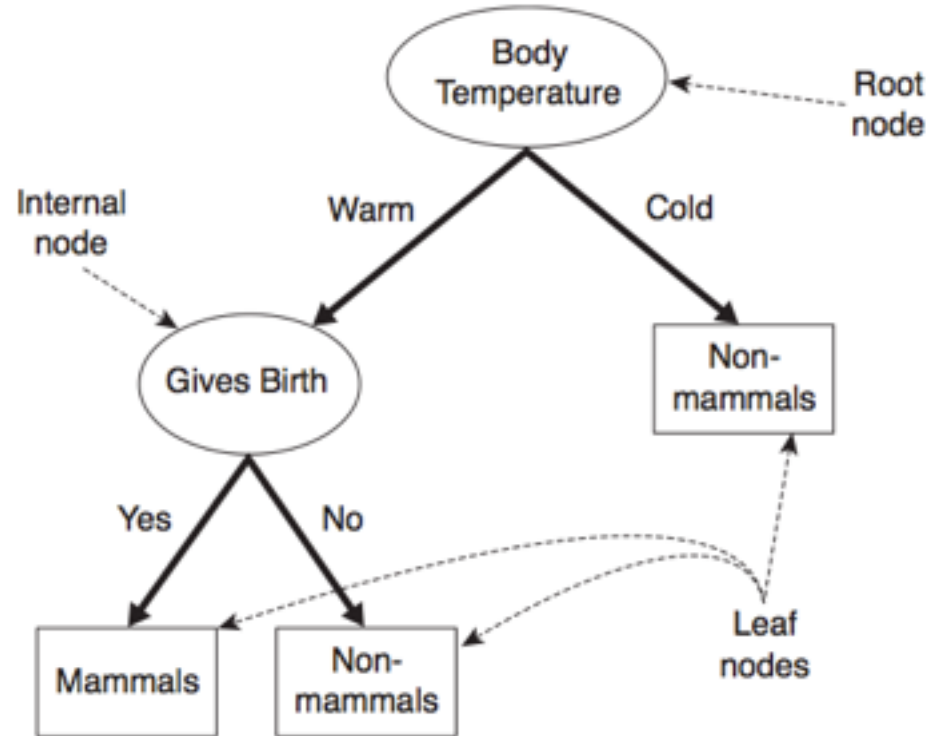 Body
Temperature
Root
node
Internal
node
Warm
Cold
Gives Birth
Non-
mammals
Yes
No
Mammals
Non-
mammals
Leaf
nodes